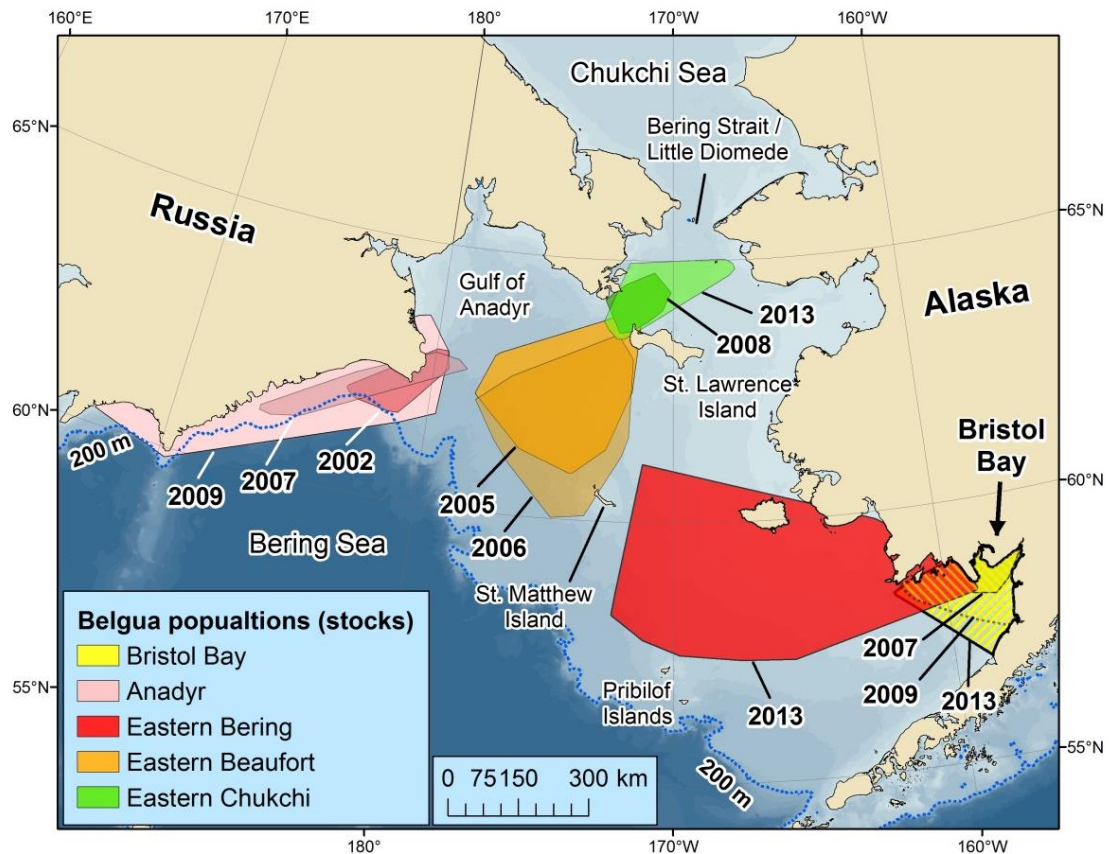 160°E
170°E
180°
170°W
160°W
Chukchi Sea
65°N
Bering Strait /
Little Diomede
65°N
Russia
Gulf of
Anadyr
Alaska
2013
2008
St. Lawrence
Island
60°N
200 m
2009
2007
2002
Bristol
Bay
60°N
2005
2006
Bering Sea
St. Matthew
Island
Belgua popualtions (stocks)
Bristol Bay
Anadyr
Eastern Bering
Eastern Beaufort
Eastern Chukchi
2007
2009
2013
55°N
Pribilof
Islands
2013
55°N
0 75 150 300 km
200 m
180°
170°W
160°W